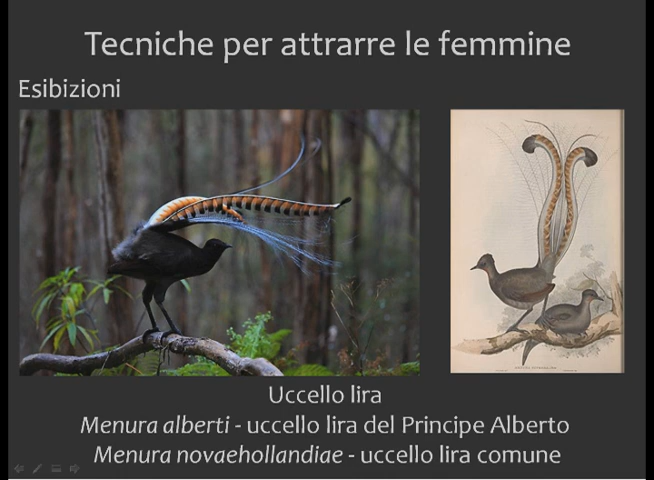 Tecniche per attrarre le femmine
Esibizioni
Uccello lira
Menura alberti - uccello lira del Principe Alberto
Menura novaehollandiae - uccello lira comune